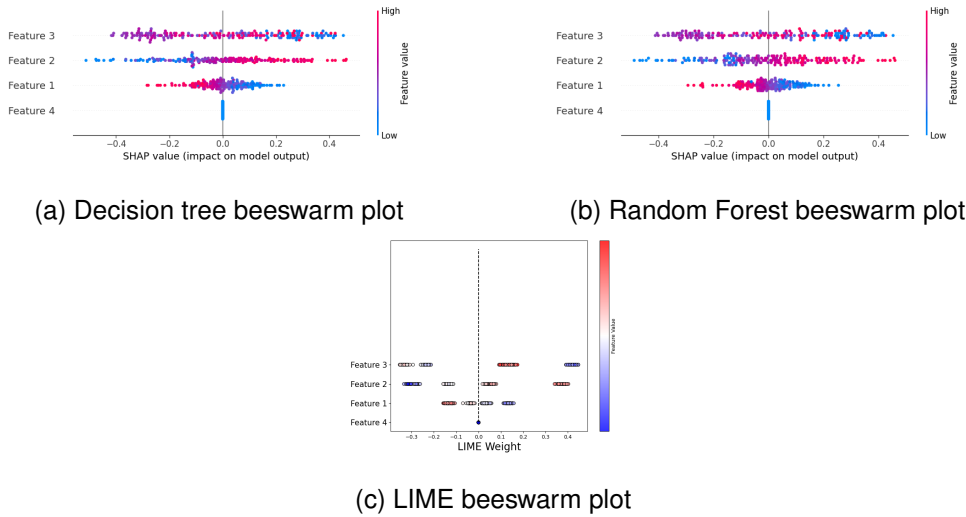 High
Feature 3
Feature 2
Feature 1
Feature 4
Feature value
Low
−0.4 −0.2 0.0 0.2 0.4
SHAP value (impact on model output)
(a) Decision tree beeswarm plot
High
Feature 3
Feature 2
Feature 1
Feature 4
Feature value
Low
−0.4 −0.2 0.0 0.2 0.4
SHAP value (impact on model output)
(b) Random Forest beeswarm plot
Feature 3
Feature 2
Feature 1
Feature 4
Feature Value
−0.3 −0.2 −0.1 0.0 0.1 0.2 0.3 0.4
LIME Weight
(c) LIME beeswarm plot